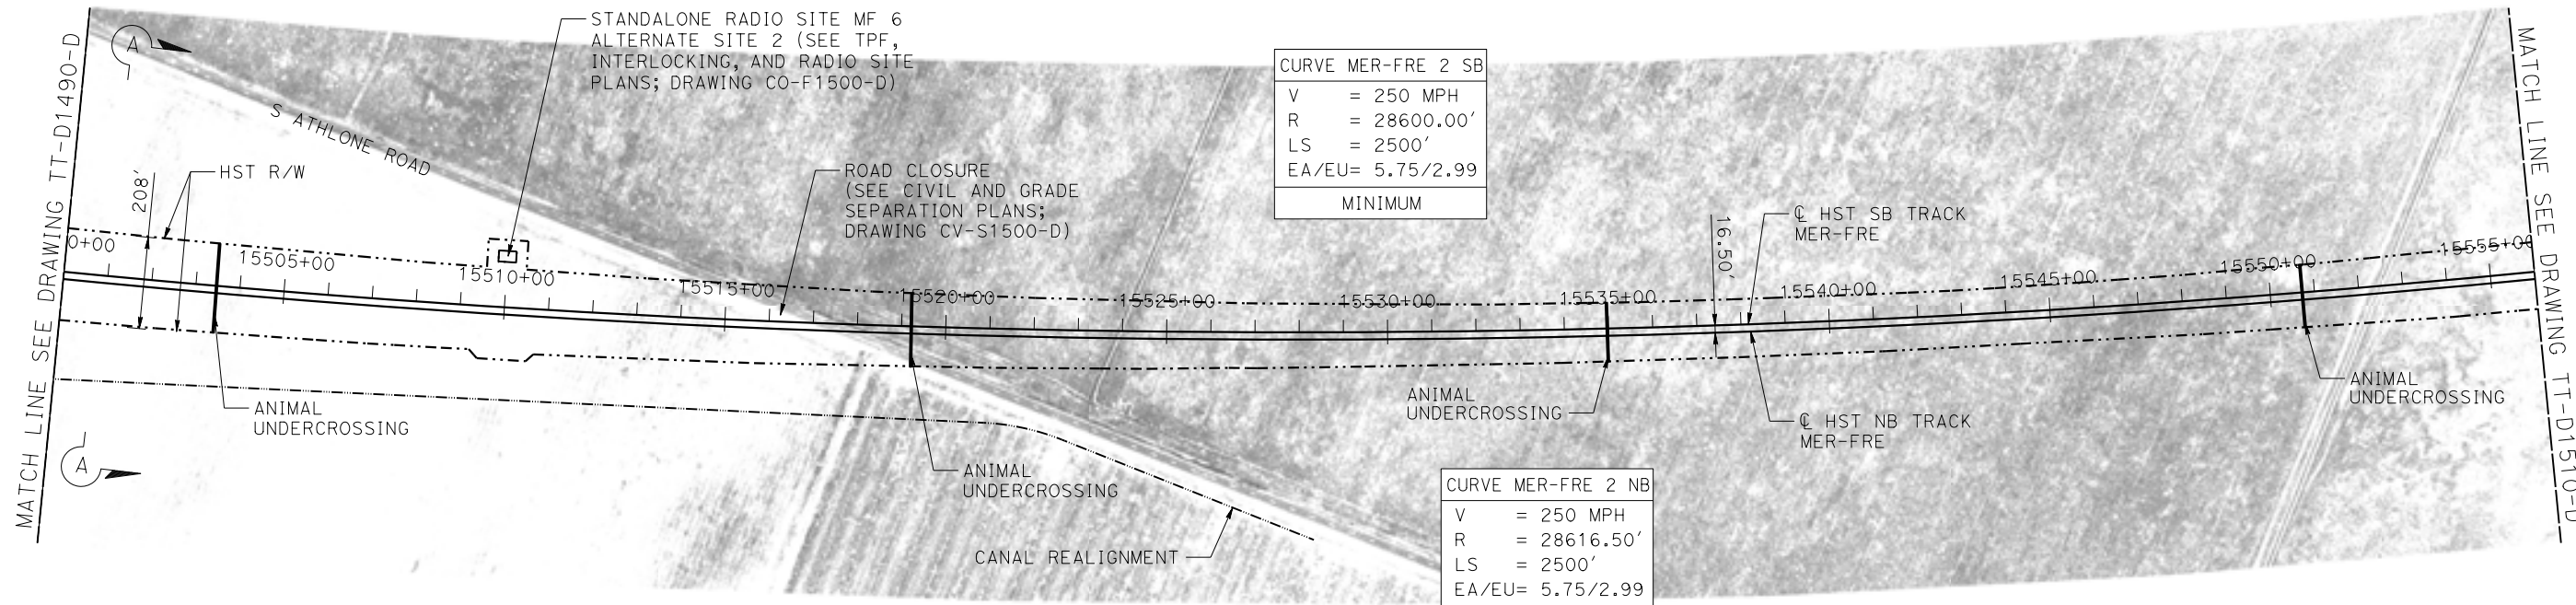 MATCH LINE SEE DRAWING TT-D1490-D
A
STANDALONE RADIO SITE MF 6
ALTERNATE SITE 2 (SEE TPF,
INTERLOCKING, AND RADIO SITE
PLANS; DRAWING CO-F1500-D)
S ATHLONE ROAD
HST R/W
208'
ROAD CLOSURE
(SEE CIVIL AND GRADE
SEPARATION PLANS;
DRAWING CV-S1500-D)
CURVE MER-FRE 2 SB
V = 250 MPH
R = 28600.00'
LS = 2500'
EA/EU= 5.75/2.99
MINIMUM
16.50'
℄ HST SB TRACK
MER-FRE
0+00
15505+00
15510+00
15515+00
15520+00
15525+00
15530+00
15535+00
15540+00
15545+00
15550+00
15555+00
ANIMAL
UNDERCROSSING
A
ANIMAL
UNDERCROSSING
CANAL REALIGNMENT
ANIMAL
UNDERCROSSING
℄ HST NB TRACK
MER-FRE
ANIMAL
UNDERCROSSING
CURVE MER-FRE 2 NB
V = 250 MPH
R = 28616.50'
LS = 2500'
EA/EU= 5.75/2.99
MATCH LINE SEE DRAWING TT-D1510-D